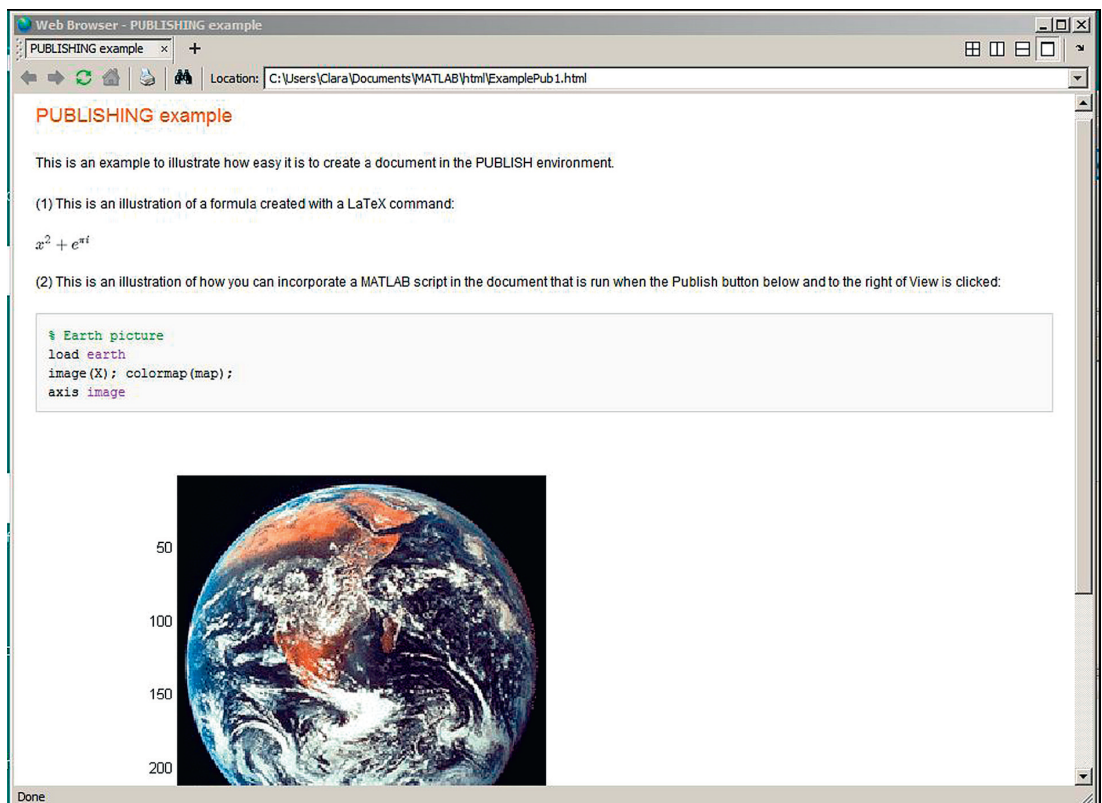 Web Browser - PUBLISHING example
PUBLISHING example × +
Location: C:\Users\Clara\Documents\MATLAB\html\ExamplePub1.html
PUBLISHING example
This is an example to illustrate how easy it is to create a document in the PUBLISH environment.
(1) This is an illustration of a formula created with a LaTeX command:
x² + e^{πi}
(2) This is an illustration of how you can incorporate a MATLAB script in the document that is run when the Publish button below and to the right of View is clicked:
% Earth picture
load earth
image(X); colormap(map);
axis image
50
100
150
200
Done